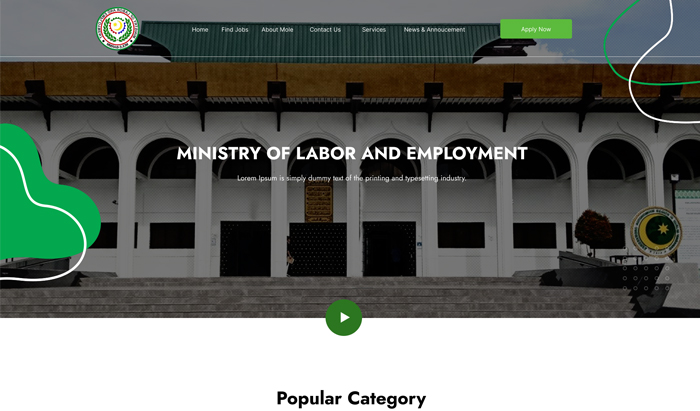 Home Find Jobs About Mole Contact Us Services News & Annoucement Apply Now
MINISTRY OF LABOR AND EMPLOYMENT
Lorem Ipsum is simply dummy text of the printing and typesetting industry.
Popular Category